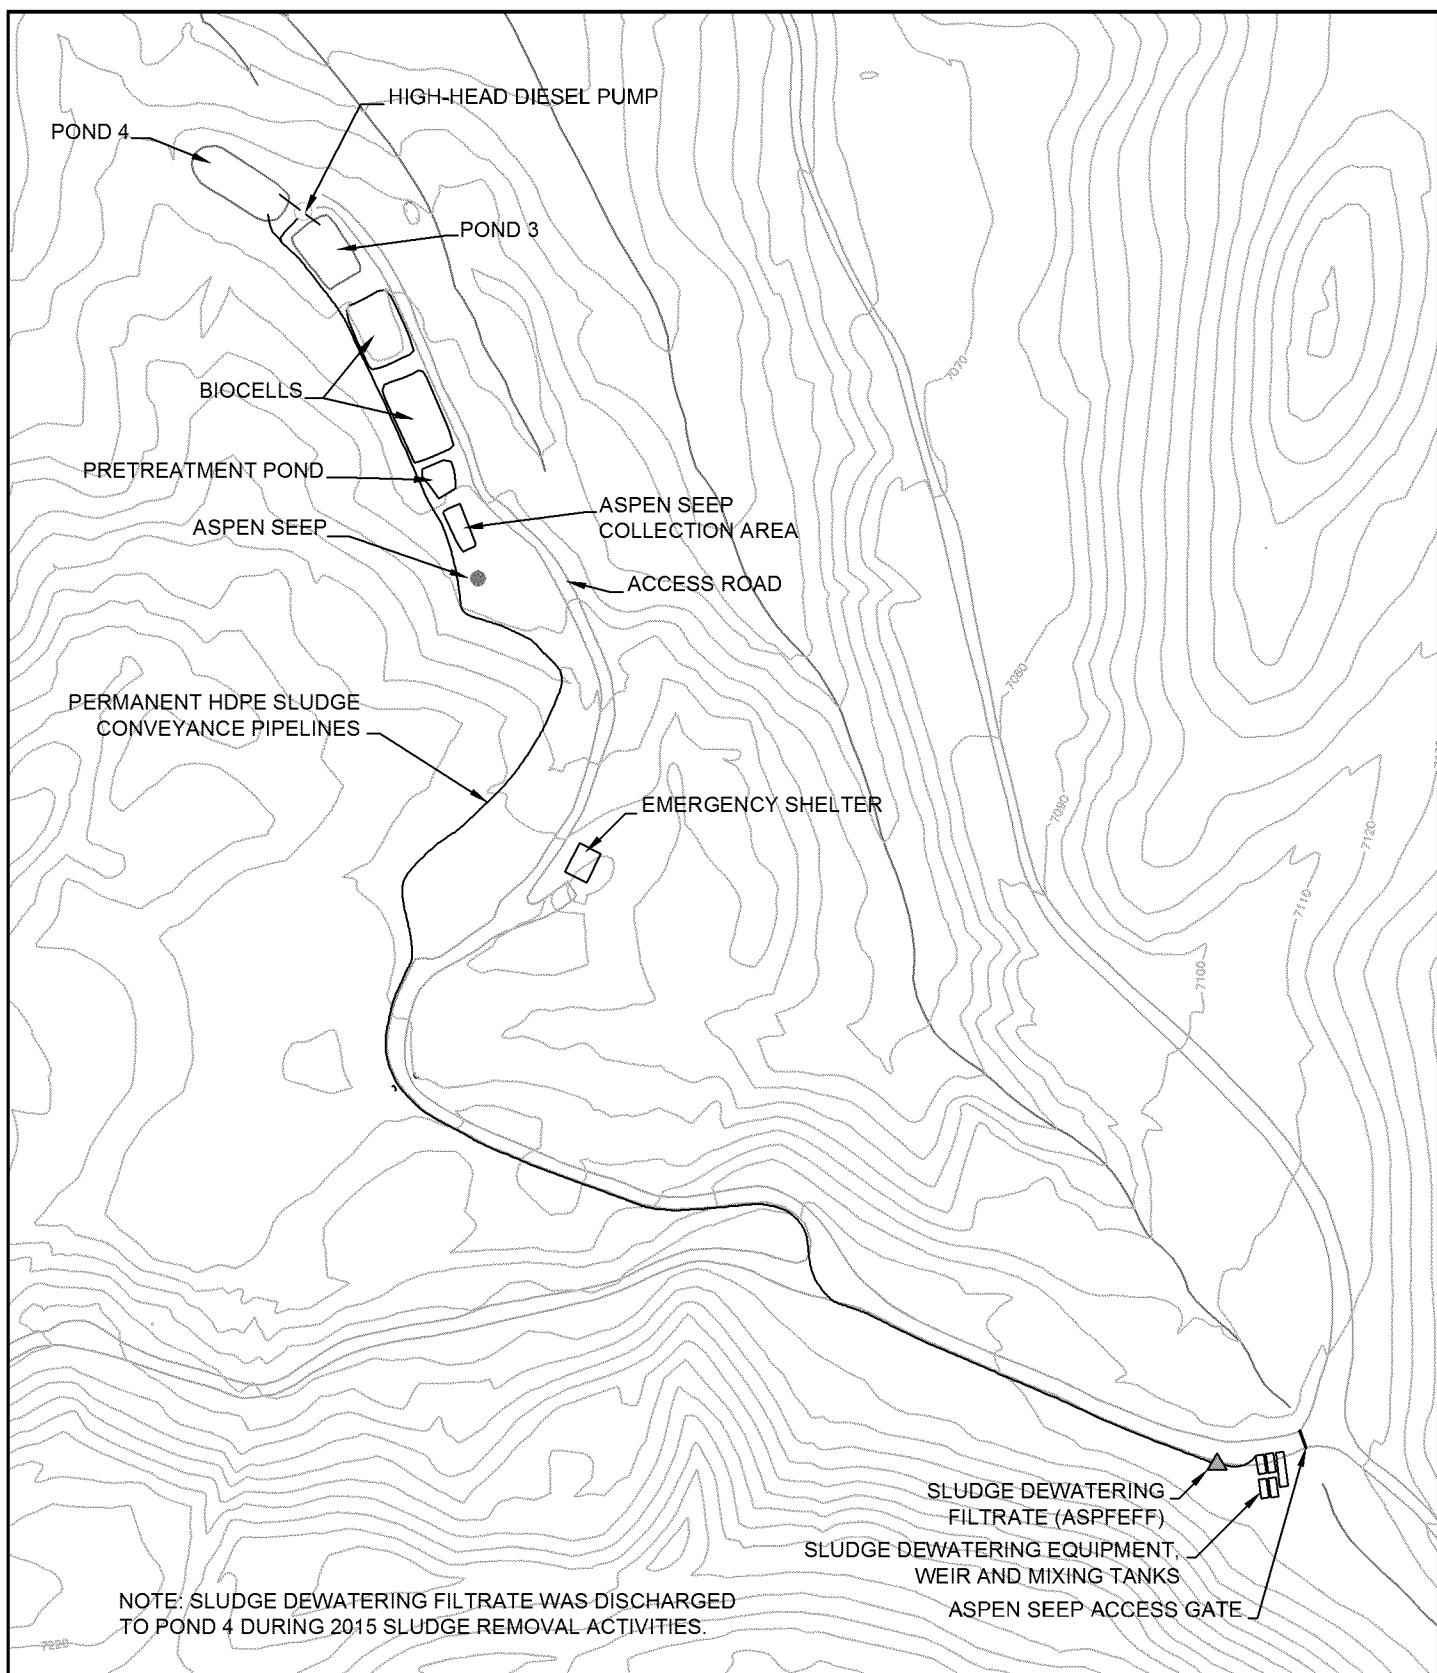 HIGH-HEAD DIESEL PUMP
POND 4
POND 3
7070
BIOCELLS
PRETREATMENT POND
ASPEN SEEP
COLLECTION AREA
ASPEN SEEP
ACCESS ROAD
7080
PERMANENT HDPE SLUDGE
CONVEYANCE PIPELINES
EMERGENCY SHELTER
7090
7120
7110
7100
SLUDGE DEWATERING
FILTRATE (ASPFEFF)
SLUDGE DEWATERING EQUIPMENT,
WEIR AND MIXING TANKS
ASPEN SEEP ACCESS GATE
NOTE: SLUDGE DEWATERING FILTRATE WAS DISCHARGED
TO POND 4 DURING 2015 SLUDGE REMOVAL ACTIVITIES.
7220